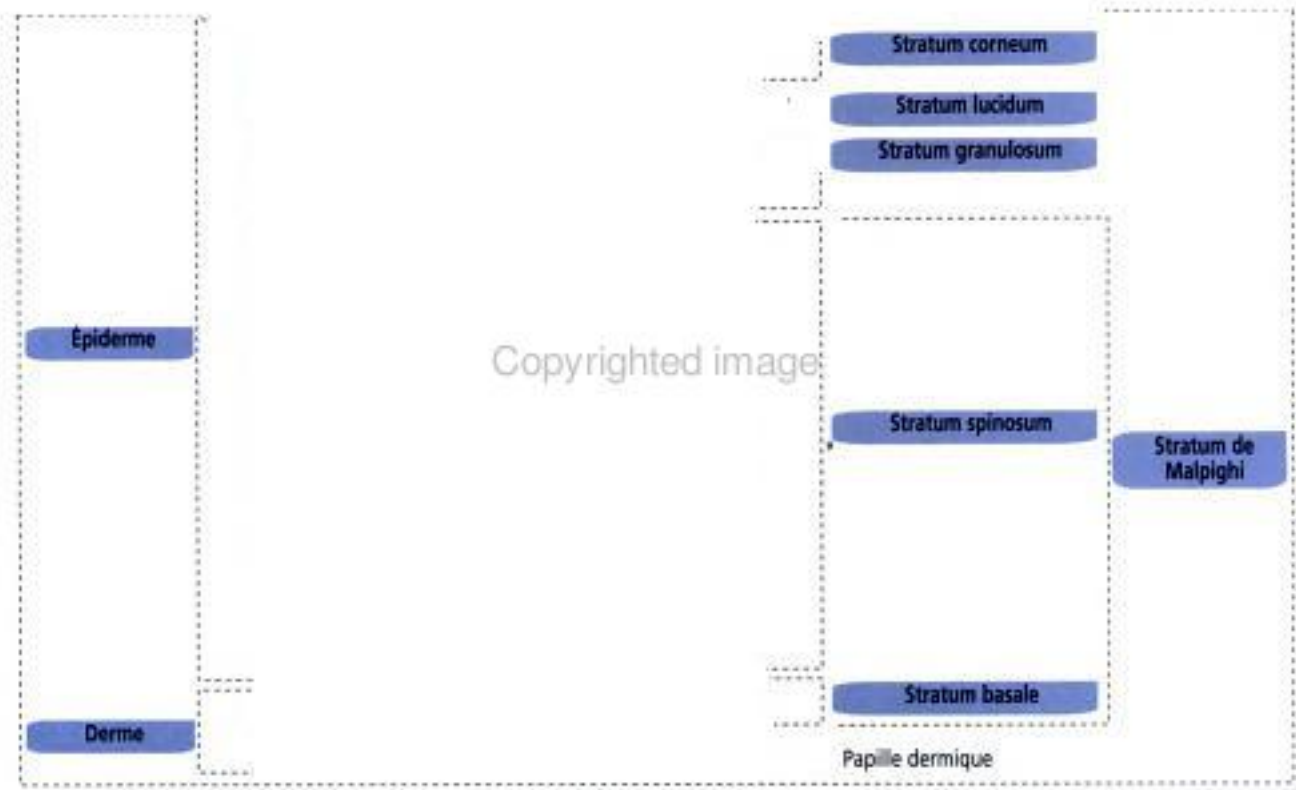 Stratum corneum
Stratum lucidum
Stratum granulosum
Épiderme
Copyrighted image
Stratum spinosum
Stratum de
Malpighi
Stratum basale
Derme
Papille dermique